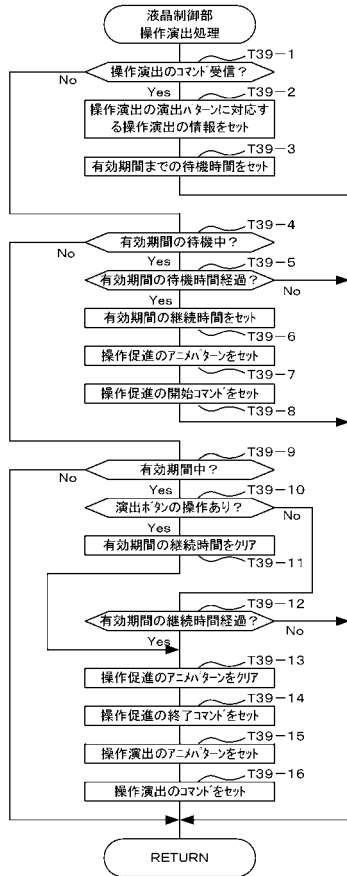 液晶制御部
操作演出処理
T39-1
操作演出のコマンド受信？
No
Yes
T39-2
操作演出の演出パターンに対応す
る操作演出の情報をセット
T39-3
有効期間までの待機時間をセット
T39-4
有効期間の待機中？
No
Yes
T39-5
有効期間の待機時間経過？
No
Yes
有効期間の継続時間をセット
T39-6
操作促進のアニメパターンをセット
T39-7
操作促進の開始コマンドをセット
T39-8
T39-9
有効期間中？
No
Yes
T39-10
演出ボタンの操作あり？
No
Yes
有効期間の継続時間をクリア
T39-11
T39-12
有効期間の継続時間経過？
No
Yes
T39-13
操作促進のアニメパターンをクリア
T39-14
操作促進の終了コマンドをセット
T39-15
操作演出のアニメパターンをセット
T39-16
操作演出のコマンドをセット
RETURN